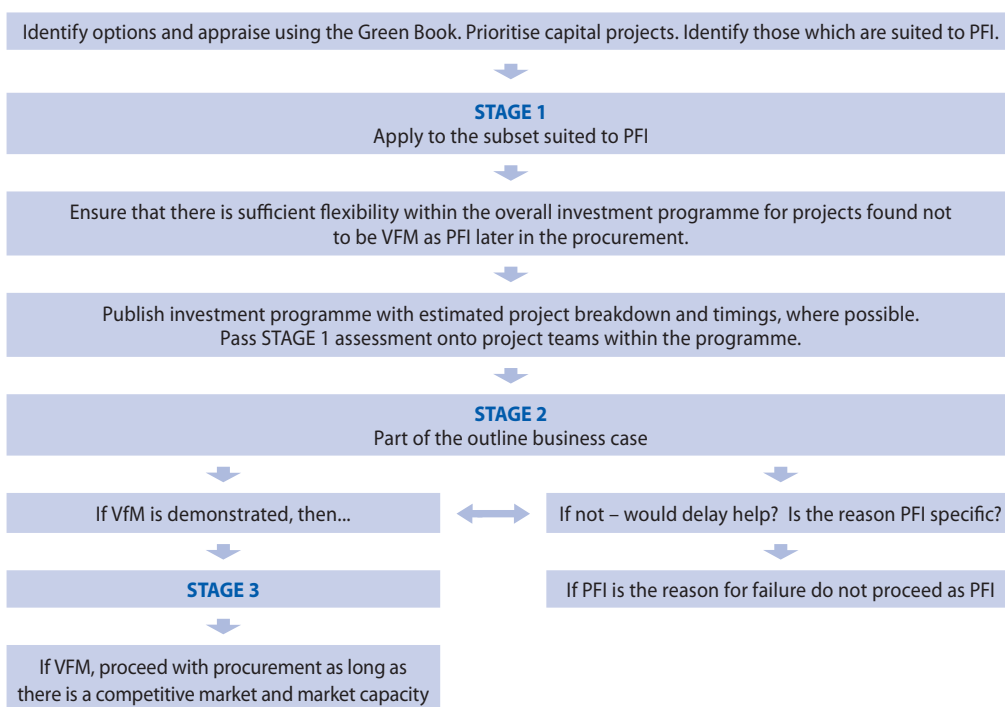 Identify options and appraise using the Green Book. Prioritise capital projects. Identify those which are suited to PFI.
STAGE 1
Apply to the subset suited to PFI
Ensure that there is sufficient flexibility within the overall investment programme for projects found not
to be VFM as PFI later in the procurement.
Publish investment programme with estimated project breakdown and timings, where possible.
Pass STAGE 1 assessment onto project teams within the programme.
STAGE 2
Part of the outline business case
If VfM is demonstrated, then...
If not – would delay help? Is the reason PFI specific?
STAGE 3
If PFI is the reason for failure do not proceed as PFI
If VFM, proceed with procurement as long as
there is a competitive market and market capacity